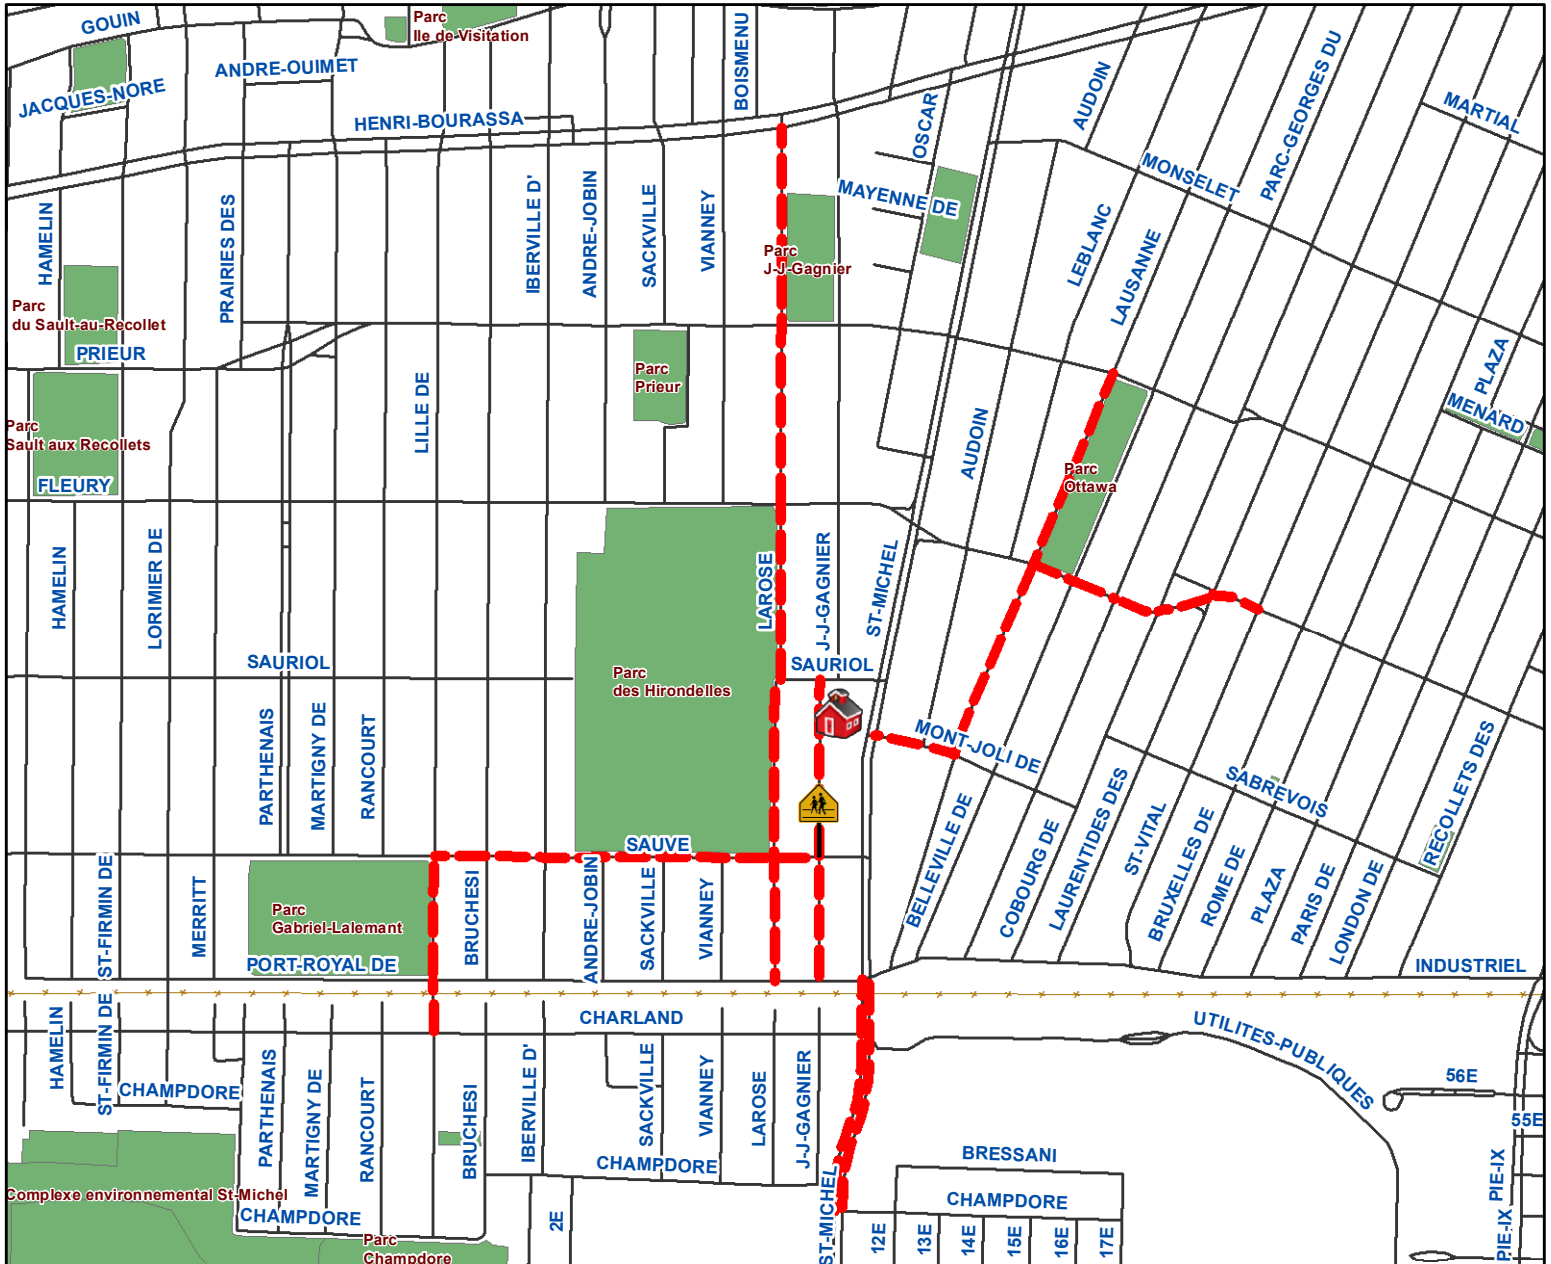 GOUIN
Parc
Ile de Visitation
BOISMENU
ANDRE-OUIMET
JACQUES-NORE
HENRI-BOURASSA
OSCAR
AUDOIN
PARC-GEORGES DU
MARTIAL
MONSELET
MAYENNE DE
HAMELIN
PRAIRIES DES
IBERVILLE D'
ANDRE-JOBIN
SACKVILLE
VIANNEY
Parc
J-J-Gagnier
LEBLANC
LAUSANNE
Parc
du Sault-au-Recollet
PRIEUR
Parc
Prieur
LILLE DE
PLAZA
MENARD
Parc
Sault aux Recollets
FLEURY
AUDOIN
Parc
Ottawa
HAMELIN
LORIMIER DE
LAROSE
J-J-GAGNIER
ST-MICHEL
SAURIOL
SAURIOL
Parc
des Hirondelles
PARTHENAIS
MARTIGNY DE
RANCOURT
MONT-JOLI DE
SABREVOIS
RECOLLETS DES
SAUVE
ST-FIRMIN DE
MERRITT
BRUCHESI
ANDRE-JOBIN
SACKVILLE
VIANNEY
BELLEVILLE DE
COBOURG DE
LAURENTIDES DES
ST-VITAL
BRUXELLES DE
ROME DE
PLAZA
PARIS DE
LONDON DE
Parc
Gabriel-Lalemant
PORT-ROYAL DE
INDUSTRIEL
HAMELIN
ST-FIRMIN DE
CHARLAND
UTILITES-PUBLIQUES
CHAMPDORE
PARTHENAIS
MARTIGNY DE
RANCOURT
BRUCHESI
IBERVILLE D'
SACKVILLE
VIANNEY
LAROSE
J-J-GAGNIER
56E
55E
CHAMPDORE
BRESSANI
Complexe environnemental St-Michel
CHAMPDORE
CHAMPDORE
PIE-IX
PIE-IX
Parc
Champdore
2E
ST-MICHEL
12E
13E
14E
15E
16E
17E